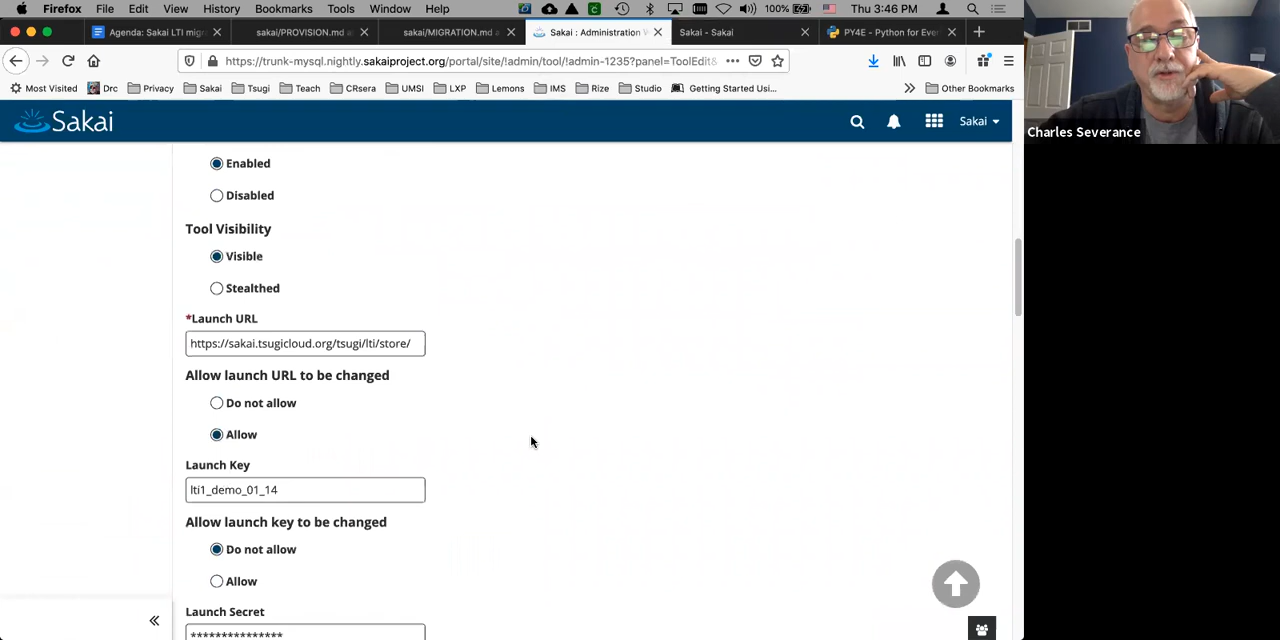 Firefox File Edit View History Bookmarks Tools Window Help 100% Thu 3:46 PM
Agenda: Sakai LTI migr
sakai/PROVISION.md a
sakai/MIGRATION.md a
Sakai : Administration W
Sakai - Sakai
PY4E - Python for Ever
https://trunk-mysql.nightly.sakaiproject.org/portal/site/!admin/tool/!admin-1235?panel=ToolEdit&
Most Visited Drc Privacy Sakai Tsugi Teach CRsera UMSI LXP Lemons IMS Rize Studio Getting Started Usi... Other Bookmarks
Sakai
Sakai
Charles Severance
Enabled
Disabled
Tool Visibility
Visible
Stealthed
*Launch URL
https://sakai.tsugicloud.org/tsugi/lti/store/
Allow launch URL to be changed
Do not allow
Allow
Launch Key
lti1_demo_01_14
Allow launch key to be changed
Do not allow
Allow
Launch Secret
***************